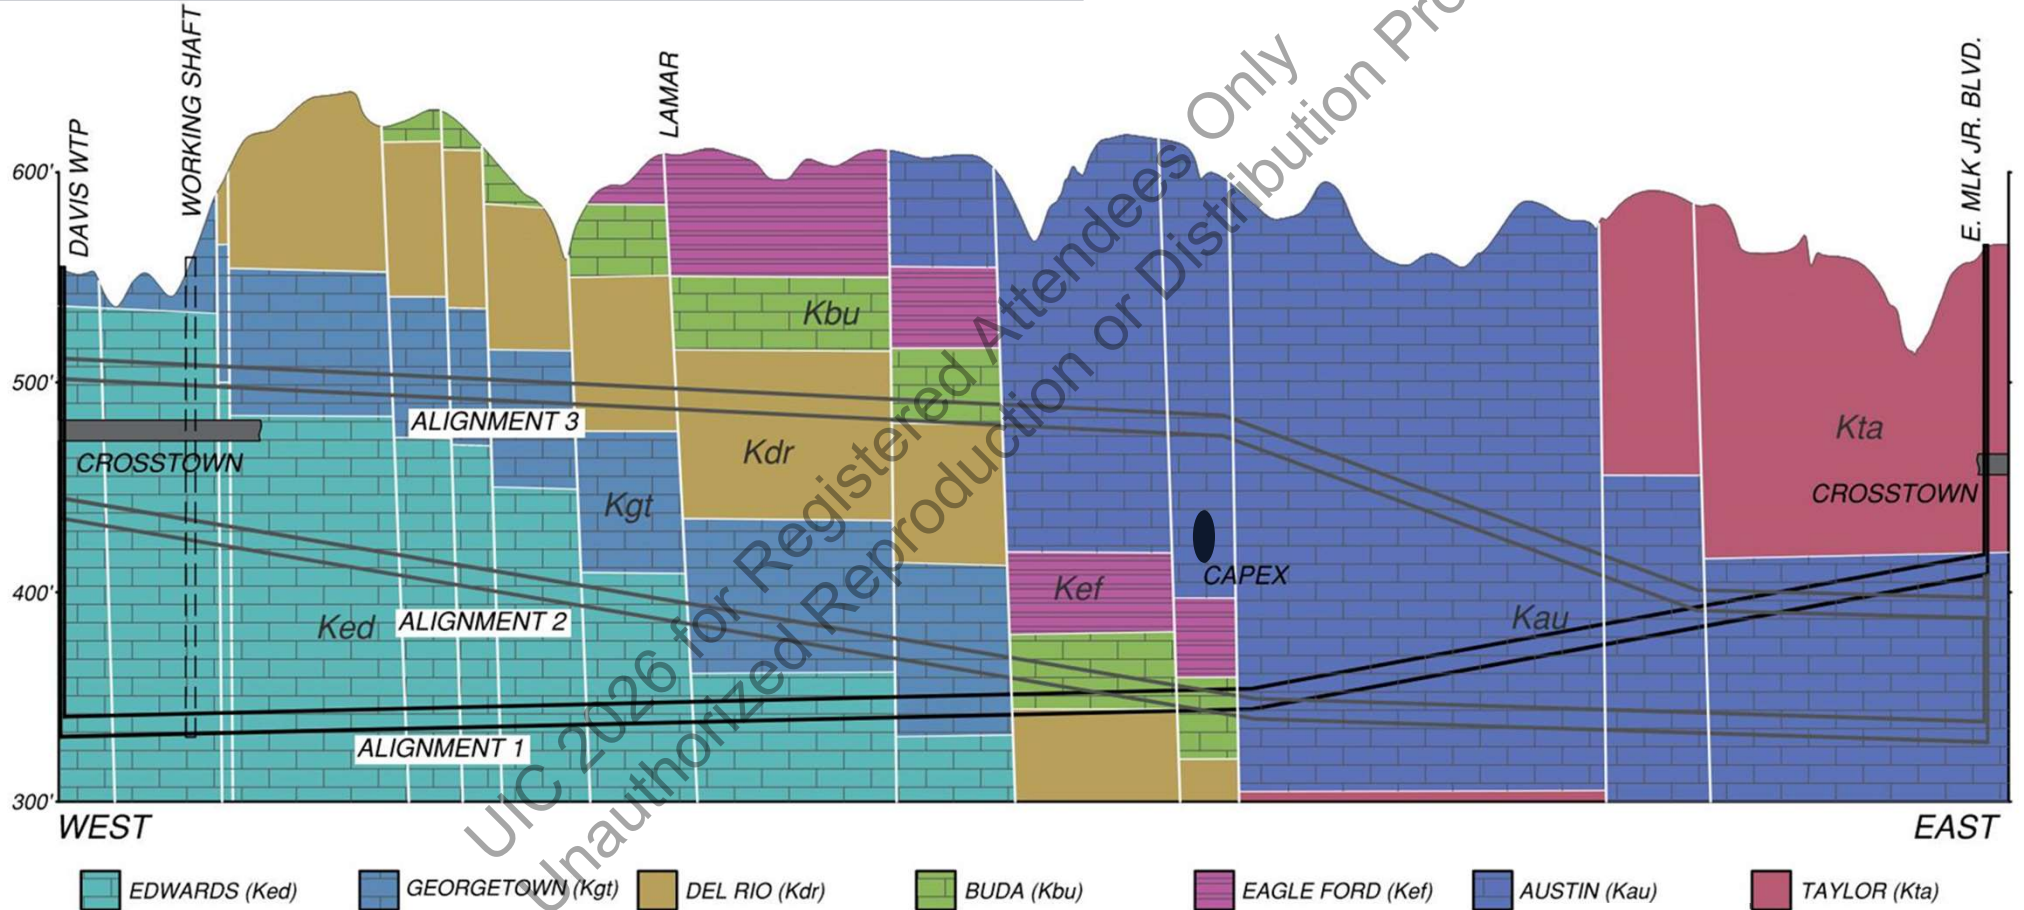 WORKING SHAFT
DAVIS WTP
LAMAR
E. MLK JR. BLVD.
600'
500'
400'
300'
Kbu
ALIGNMENT 3
Kdr
Kta
CROSSTOWN
CROSSTOWN
Kgt
CAPEX
Kef
Ked
ALIGNMENT 2
Kau
ALIGNMENT 1
WEST
EAST
EDWARDS (Ked)
GEORGETOWN (Kgt)
DEL RIO (Kdr)
BUDA (Kbu)
EAGLE FORD (Kef)
AUSTIN (Kau)
TAYLOR (Kta)
UIC 2026 for Registered Attendees Only
Unauthorized Reproduction or Distribution